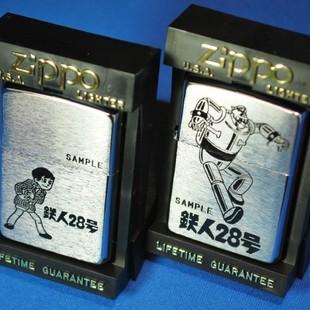 Zippo
U.S.A. LIGHTER
SAMPLE
鉄人28号
LIFETIME GUARANTEE
Zippo
U.S.A. LIGHTER
SAMPLE
鉄人28号
LIFETIME GUARANTEE